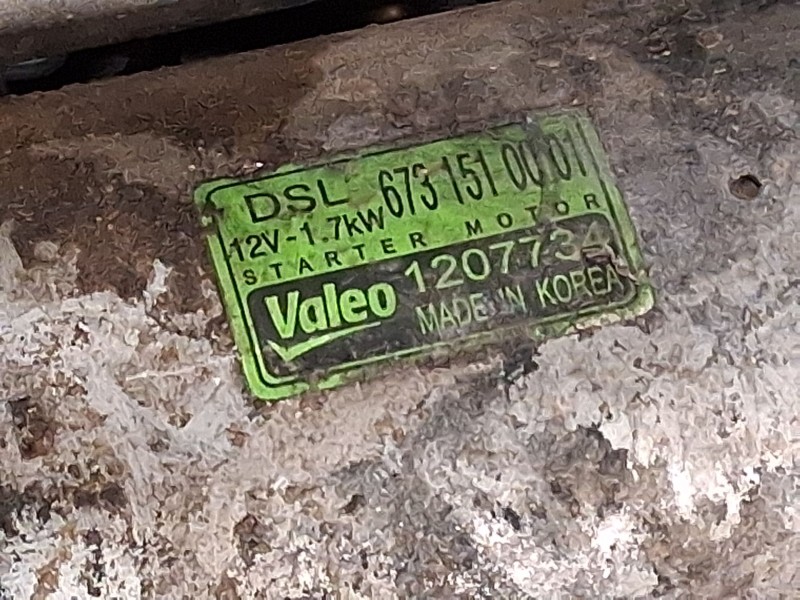 DSL 673 151 00 01
12V-1.7kW
STARTER MOTOR
Valeo 1207734
MADE IN KOREA